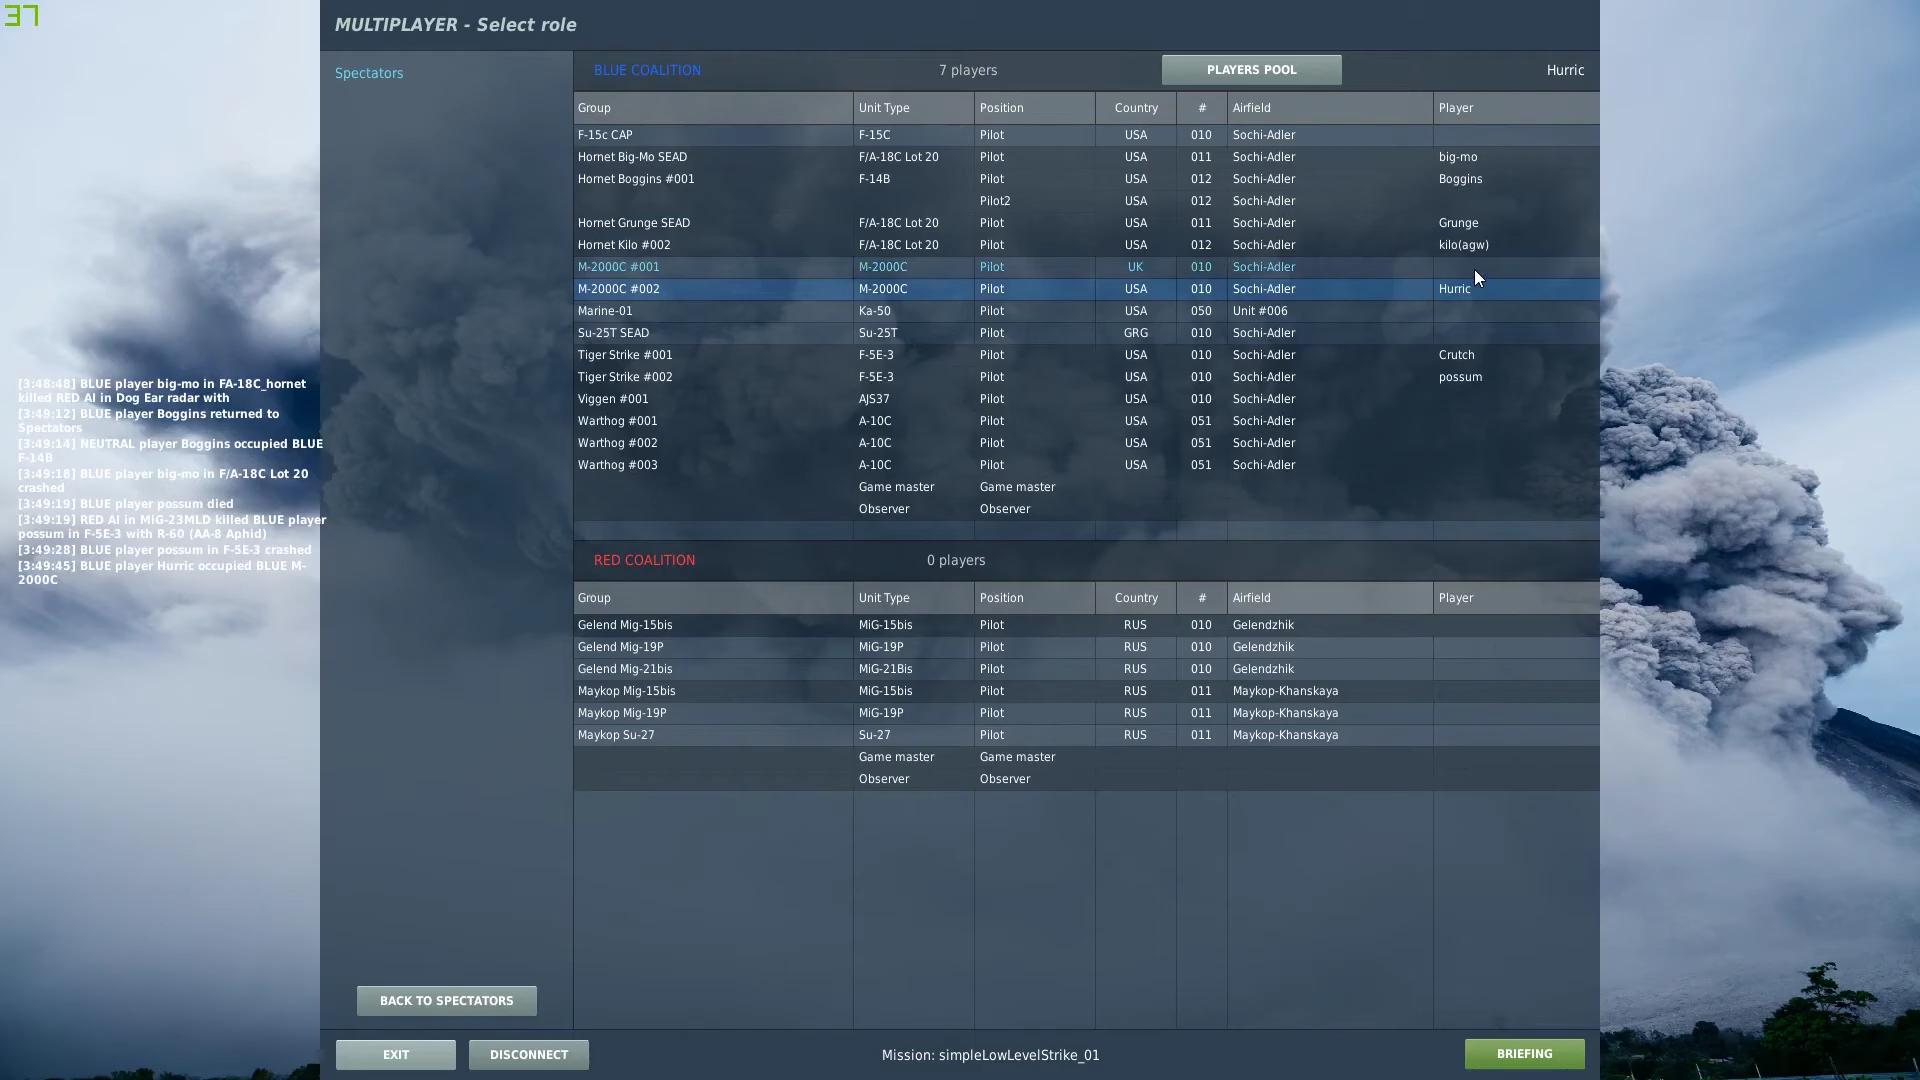 37
MULTIPLAYER - Select role
Spectators
BLUE COALITION 7 players PLAYERS POOL Hurric
Group Unit Type Position Country # Airfield Player
F-15c CAP F-15C Pilot USA 010 Sochi-Adler
Hornet Big-Mo SEAD F/A-18C Lot 20 Pilot USA 011 Sochi-Adler big-mo
Hornet Boggins #001 F-14B Pilot USA 012 Sochi-Adler Boggins
Pilot2 USA 012 Sochi-Adler
Hornet Grunge SEAD F/A-18C Lot 20 Pilot USA 011 Sochi-Adler Grunge
Hornet Kilo #002 F/A-18C Lot 20 Pilot USA 012 Sochi-Adler kilo(agw)
M-2000C #001 M-2000C Pilot UK 010 Sochi-Adler
M-2000C #002 M-2000C Pilot USA 010 Sochi-Adler Hurric
Marine-01 Ka-50 Pilot USA 050 Unit #006
Su-25T SEAD Su-25T Pilot GRG 010 Sochi-Adler
Tiger Strike #001 F-5E-3 Pilot USA 010 Sochi-Adler Crutch
Tiger Strike #002 F-5E-3 Pilot USA 010 Sochi-Adler possum
Viggen #001 AJS37 Pilot USA 010 Sochi-Adler
Warthog #001 A-10C Pilot USA 051 Sochi-Adler
Warthog #002 A-10C Pilot USA 051 Sochi-Adler
Warthog #003 A-10C Pilot USA 051 Sochi-Adler
Game master Game master
Observer Observer
[3:48:48] BLUE player big-mo in FA-18C_hornet
killed RED AI in Dog Ear radar with
[3:49:12] BLUE player Boggins returned to
Spectators
[3:49:14] NEUTRAL player Boggins occupied BLUE
F-14B
[3:49:18] BLUE player big-mo in F/A-18C Lot 20
crashed
[3:49:19] BLUE player possum died
[3:49:19] RED AI in MiG-23MLD killed BLUE player
possum in F-5E-3 with R-60 (AA-8 Aphid)
[3:49:28] BLUE player possum in F-5E-3 crashed
[3:49:45] BLUE player Hurric occupied BLUE M-
2000C
RED COALITION 0 players
Group Unit Type Position Country # Airfield Player
Gelend Mig-15bis MiG-15bis Pilot RUS 010 Gelendzhik
Gelend Mig-19P MiG-19P Pilot RUS 010 Gelendzhik
Gelend Mig-21bis MiG-21Bis Pilot RUS 010 Gelendzhik
Maykop Mig-15bis MiG-15bis Pilot RUS 011 Maykop-Khanskaya
Maykop Mig-19P MiG-19P Pilot RUS 011 Maykop-Khanskaya
Maykop Su-27 Su-27 Pilot RUS 011 Maykop-Khanskaya
Game master Game master
Observer Observer
BACK TO SPECTATORS
EXIT DISCONNECT Mission: simpleLowLevelStrike_01 BRIEFING